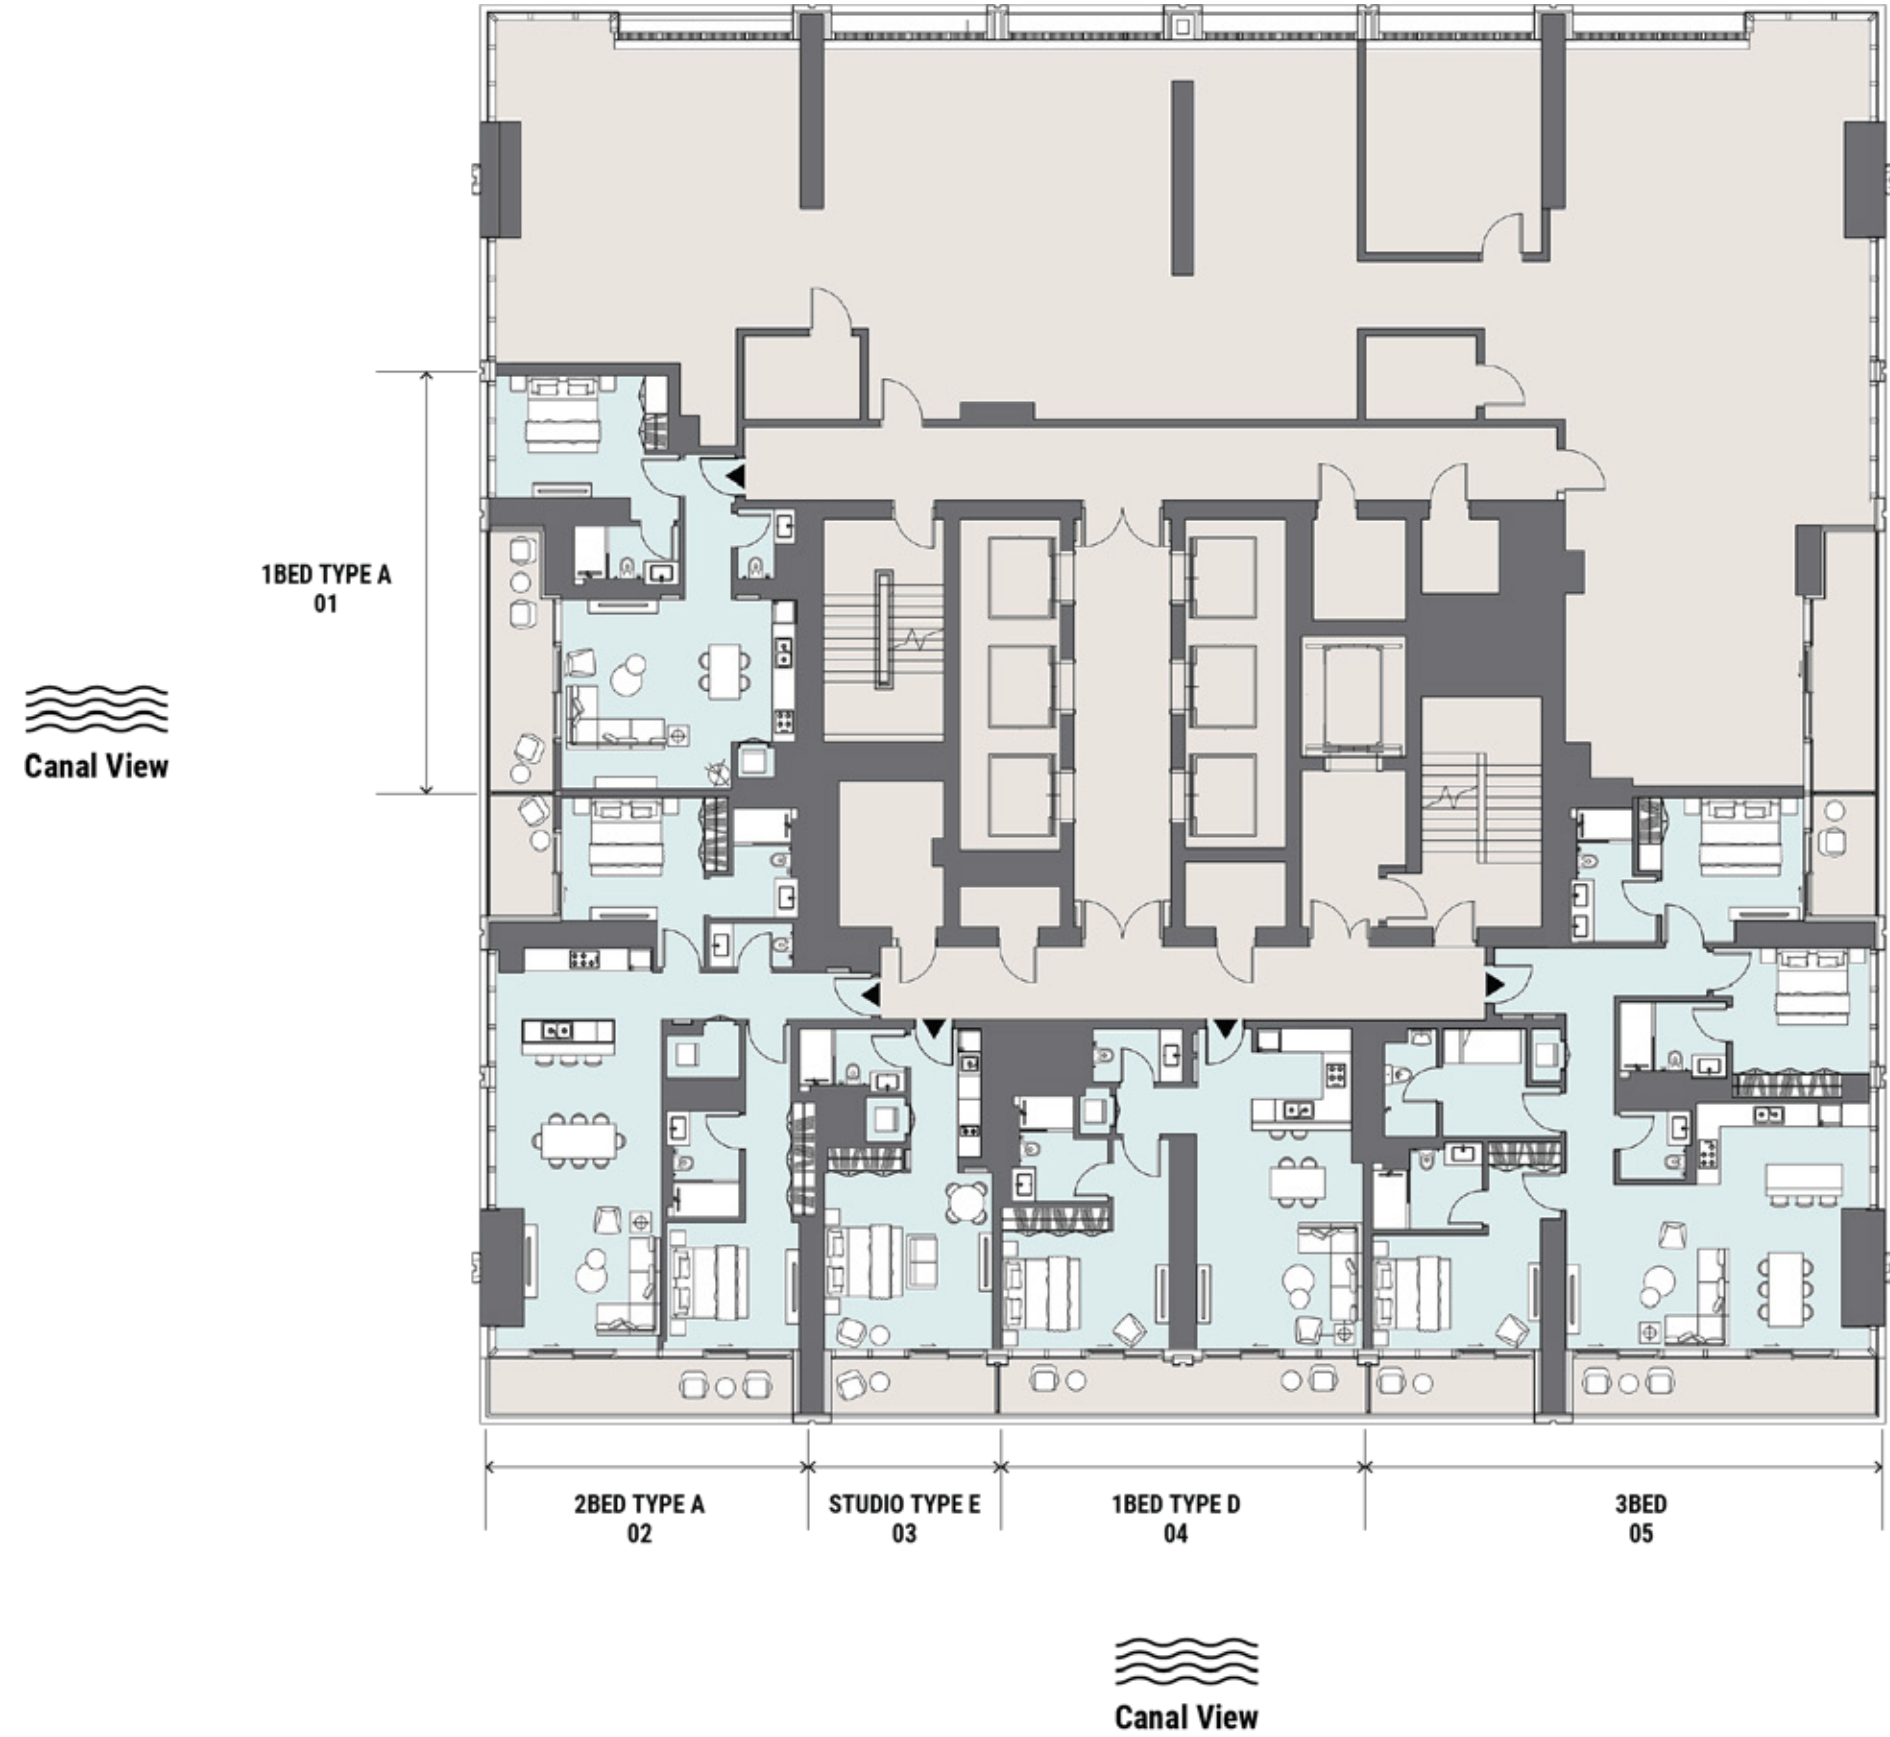 1BED TYPE A
01
Canal View
2BED TYPE A
02
STUDIO TYPE E
03
1BED TYPE D
04
3BED
05
Canal View